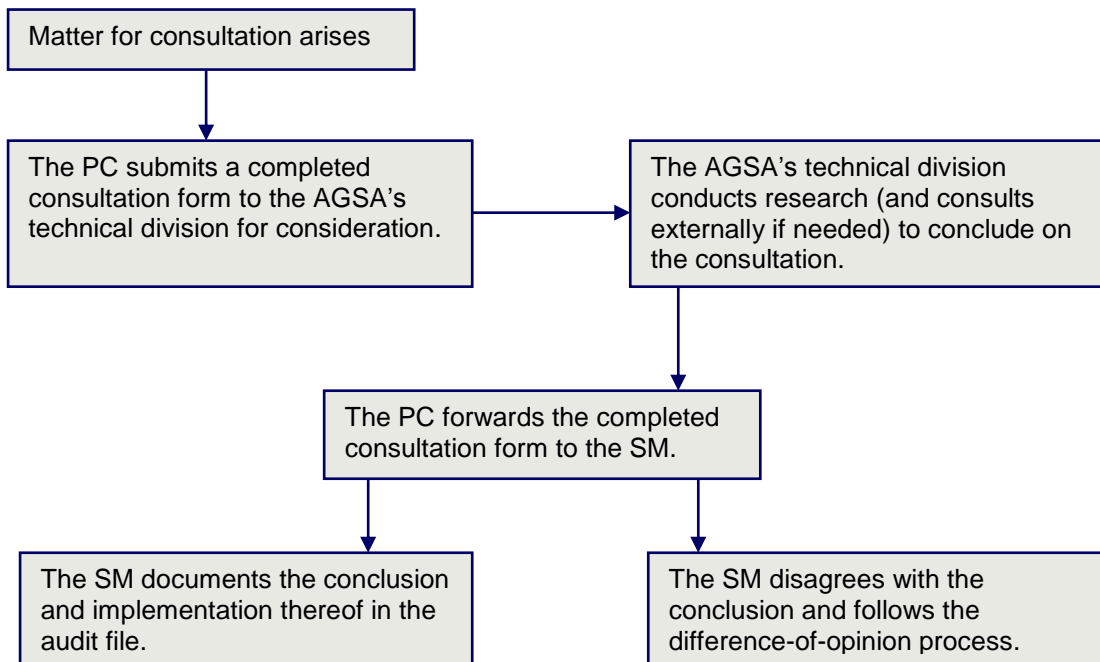 Matter for consultation arises
The PC submits a completed
consultation form to the AGSA’s
technical division for consideration.
The AGSA’s technical division
conducts research (and consults
externally if needed) to conclude on
the consultation.
The PC forwards the completed
consultation form to the SM.
The SM documents the conclusion
and implementation thereof in the
audit file.
The SM disagrees with the
conclusion and follows the
difference-of-opinion process.